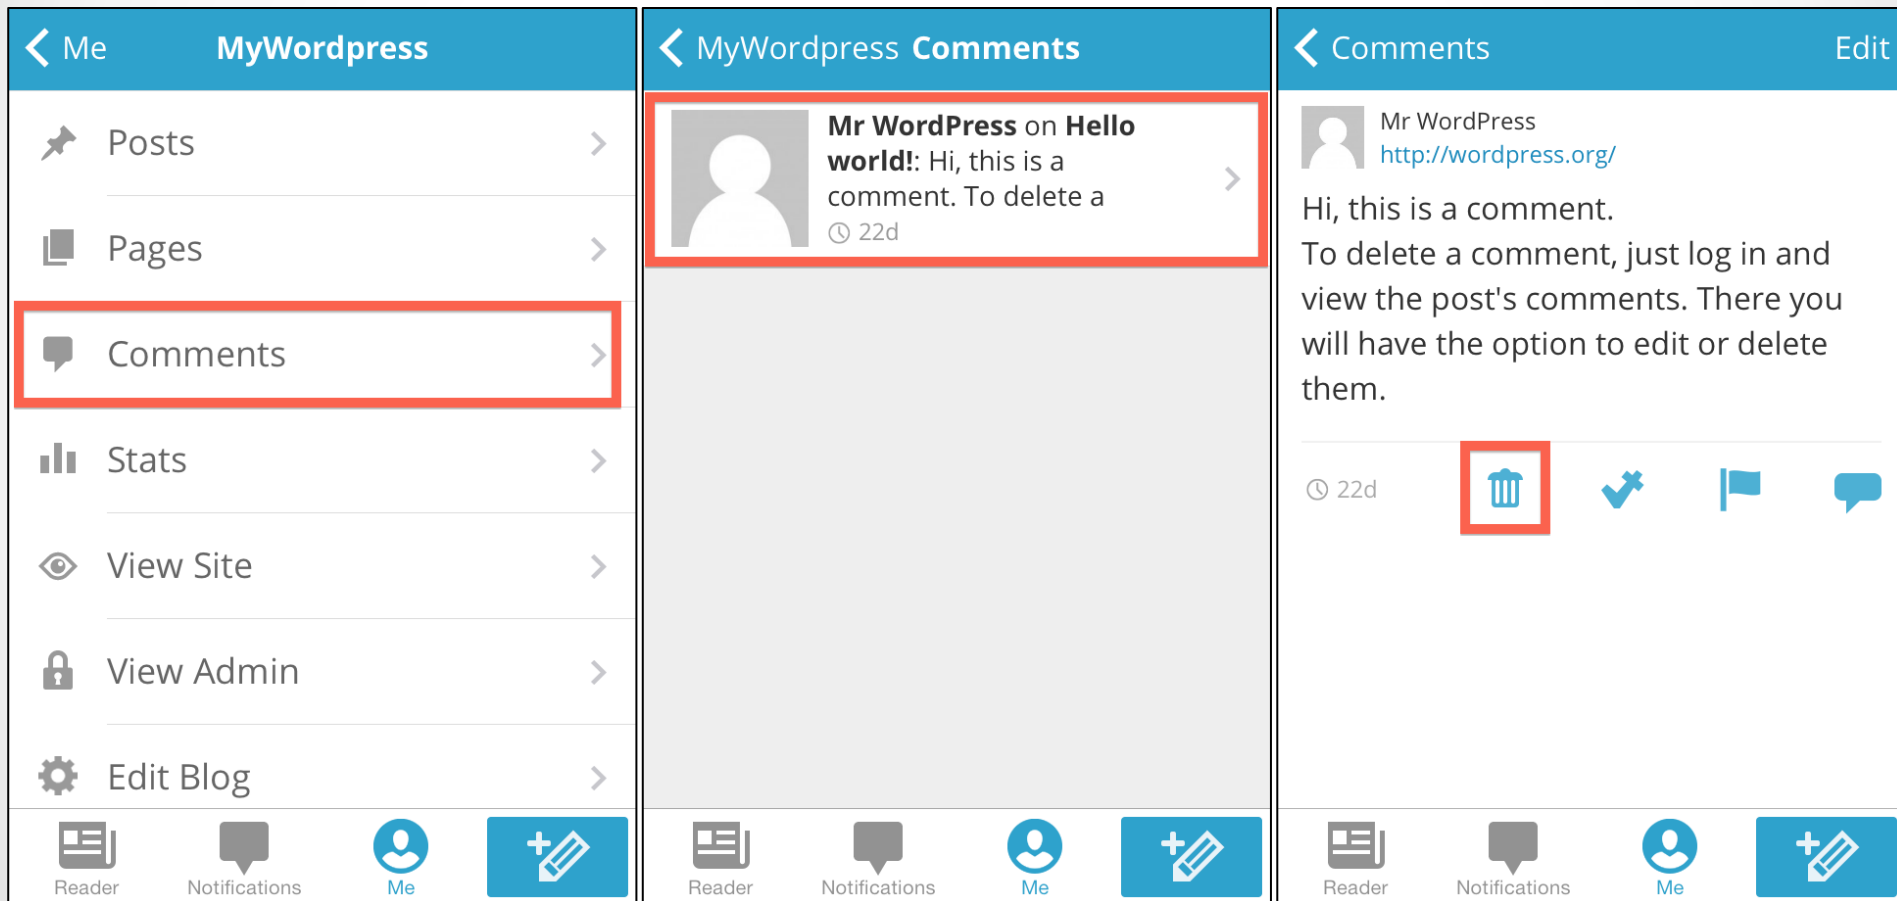 Me MyWordpress
Posts
Pages
Comments
Stats
View Site
View Admin
Edit Blog
Reader Notifications Me
MyWordpress Comments
Mr WordPress on Hello
world!: Hi, this is a
comment. To delete a
22d
Reader Notifications Me
Comments Edit
Mr WordPress
http://wordpress.org/
Hi, this is a comment.
To delete a comment, just log in and
view the post's comments. There you
will have the option to edit or delete
them.
22d
Reader Notifications Me